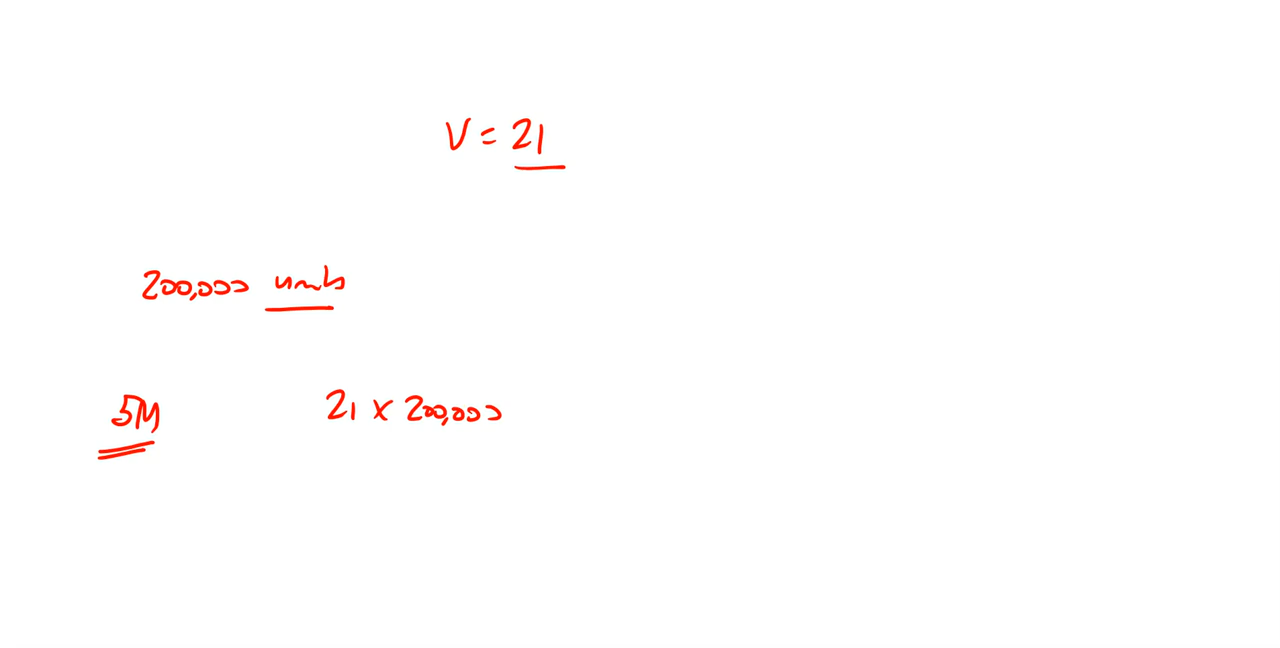 V = 21
200,000 units
5M
21 x 200,000